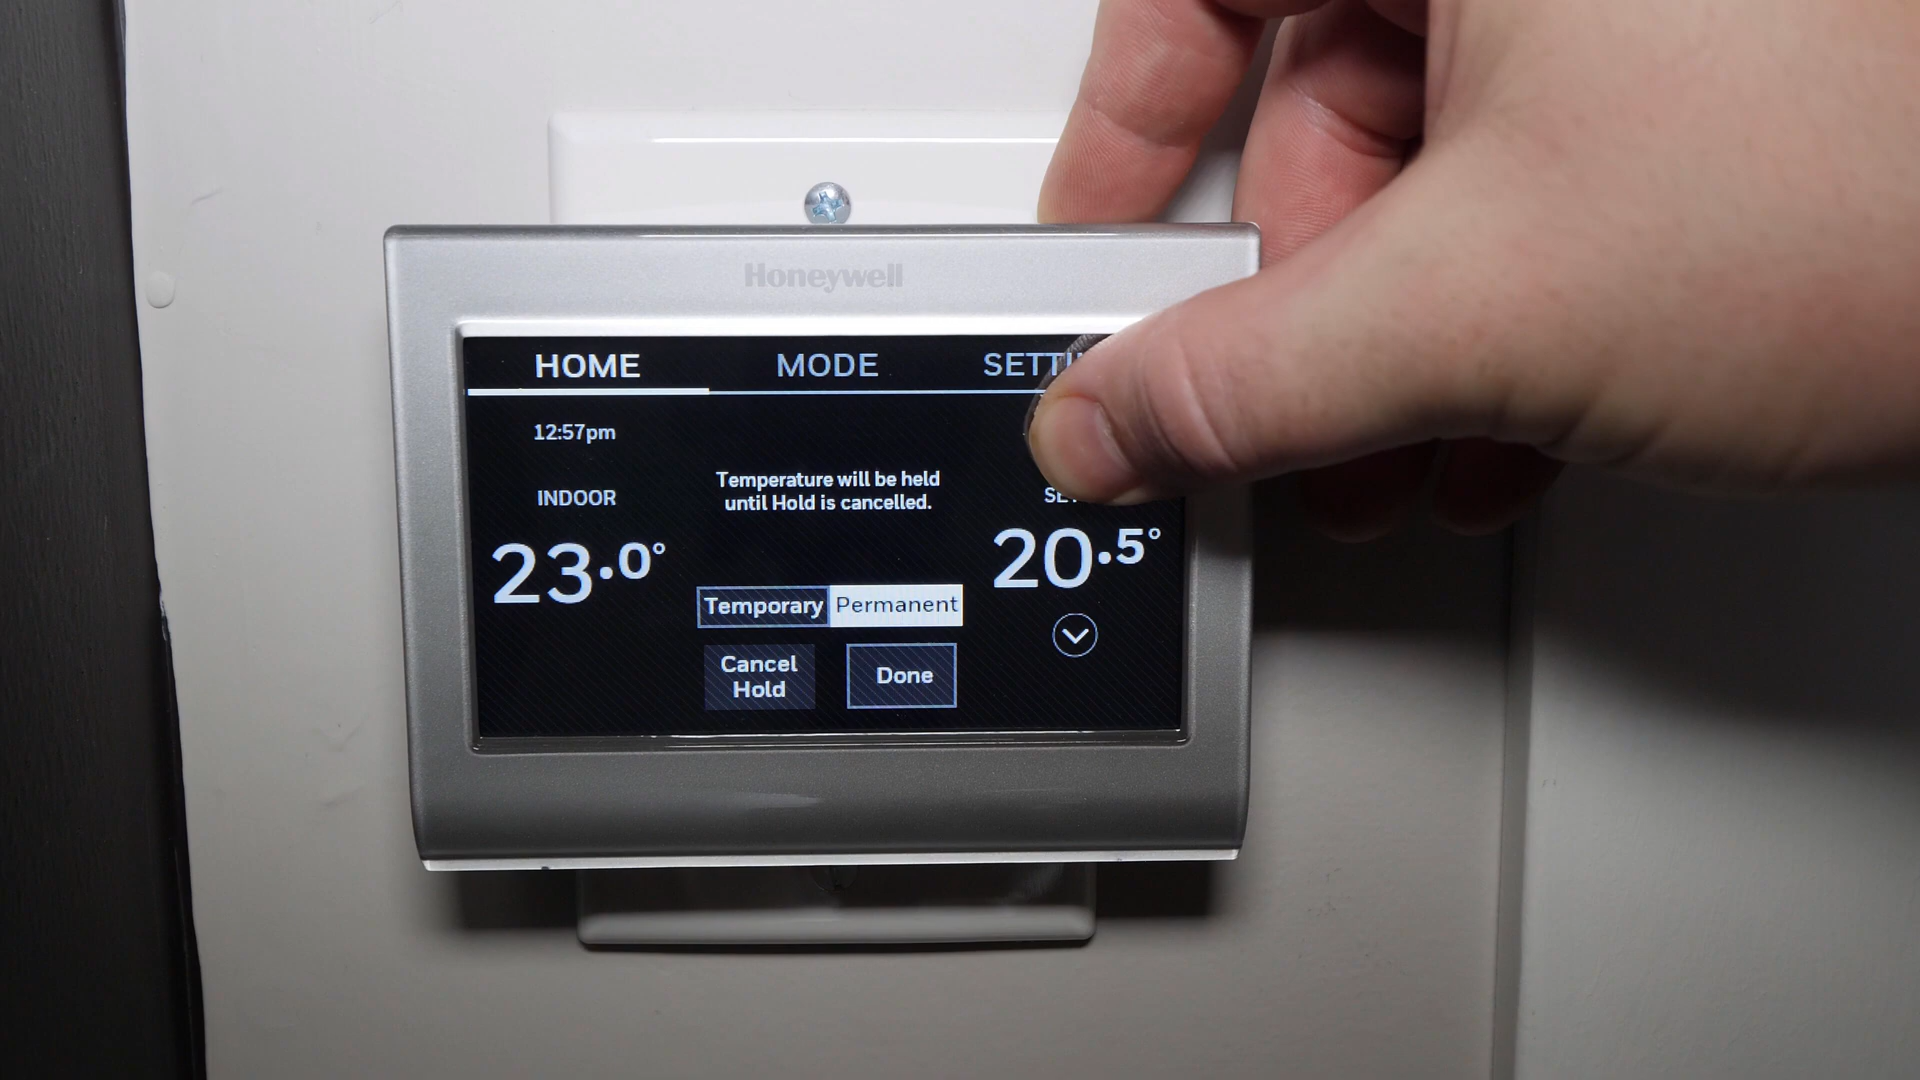 Honeywell
HOME
MODE
12:57pm
Temperature will be held
until Hold is cancelled.
INDOOR
23.0°
20.5°
Temporary
Permanent
Cancel
Hold
Done